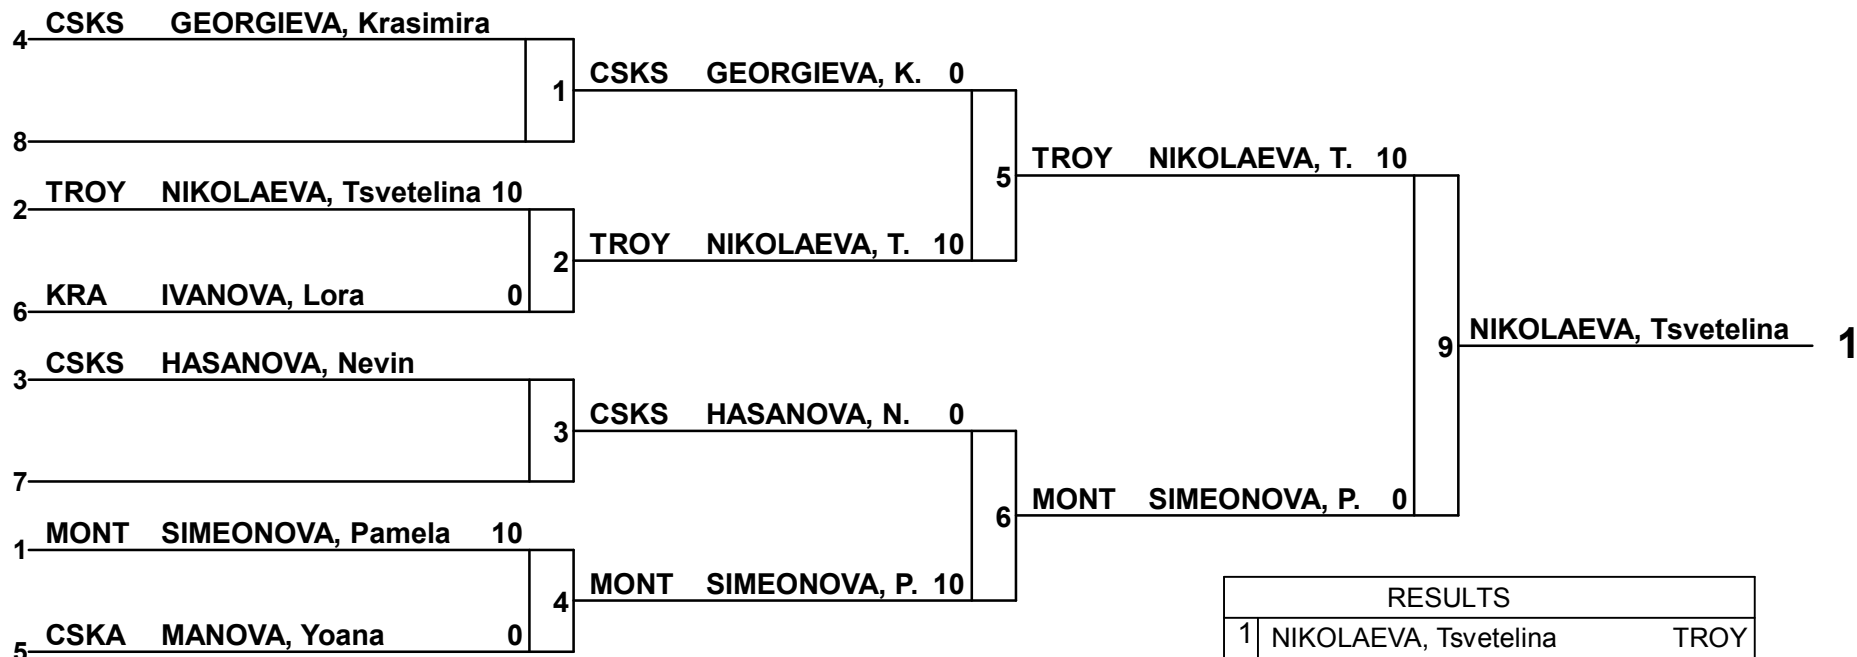 4 CSKS GEORGIEVA, Krasimira
1 CSKS GEORGIEVA, K. 0
8
5 TROY NIKOLAEVA, T. 10
2 TROY NIKOLAEVA, Tsvetelina 10
2 TROY NIKOLAEVA, T. 10
6 KRA IVANOVA, Lora 0
9 NIKOLAEVA, Tsvetelina 1
3 CSKS HASANOVA, Nevin
3 CSKS HASANOVA, N. 0
7
6 MONT SIMEONOVA, P. 0
1 MONT SIMEONOVA, Pamela 10
4 MONT SIMEONOVA, P. 10
5 CSKA MANOVA, Yoana 0
RESULTS
1 NIKOLAEVA, Tsvetelina TROY